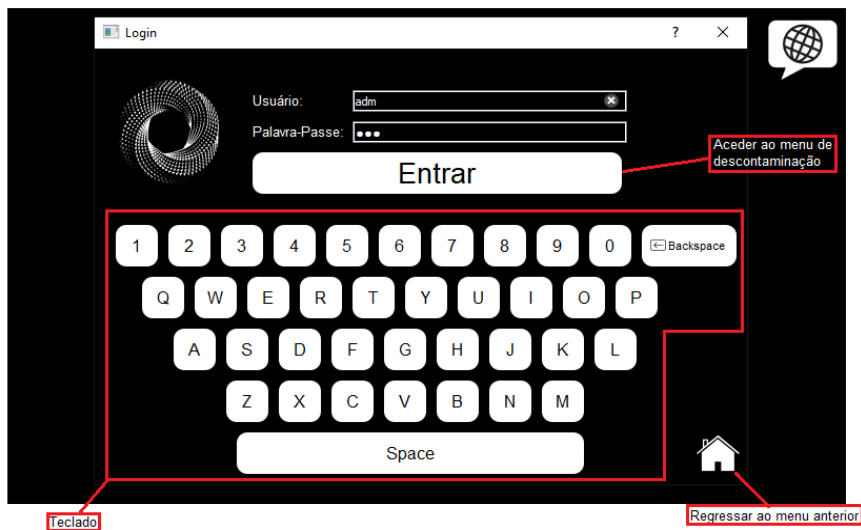 Login ?
Usuário: adm
Palavra-Passe:
Entrar
Aceder ao menu de
descontaminação
1 2 3 4 5 6 7 8 9 0 Backspace
Q W E R T Y U I O P
A S D F G H J K L
Z X C V B N M
Space
Teclado
Regressar ao menu anterior